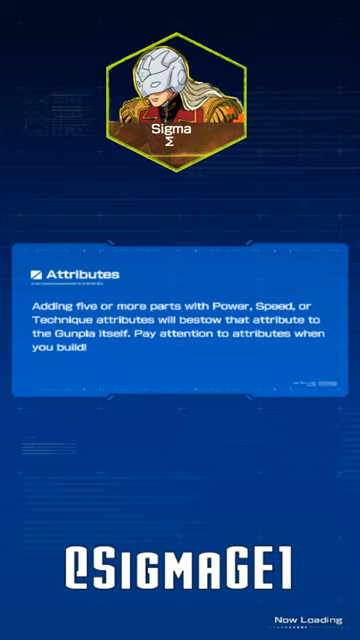 Sigma
Σ
Attributes
Adding five or more parts with Power, Speed, or
Technique attributes will bestow that attribute to
the Gunpla itself. Pay attention to attributes when
you build!
@SIGMAGE1
Now Loading